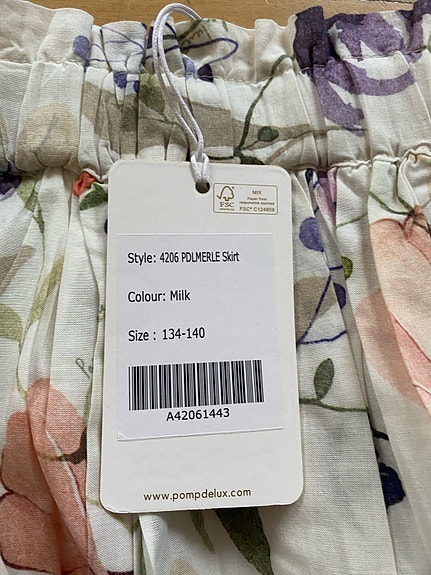 FSC
MIX
Paper from
responsible sources
FSC® C124859
Style: 4206 PDLMERLE Skirt
Colour: Milk
Size : 134-140
A42061443
www.pompdelux.com